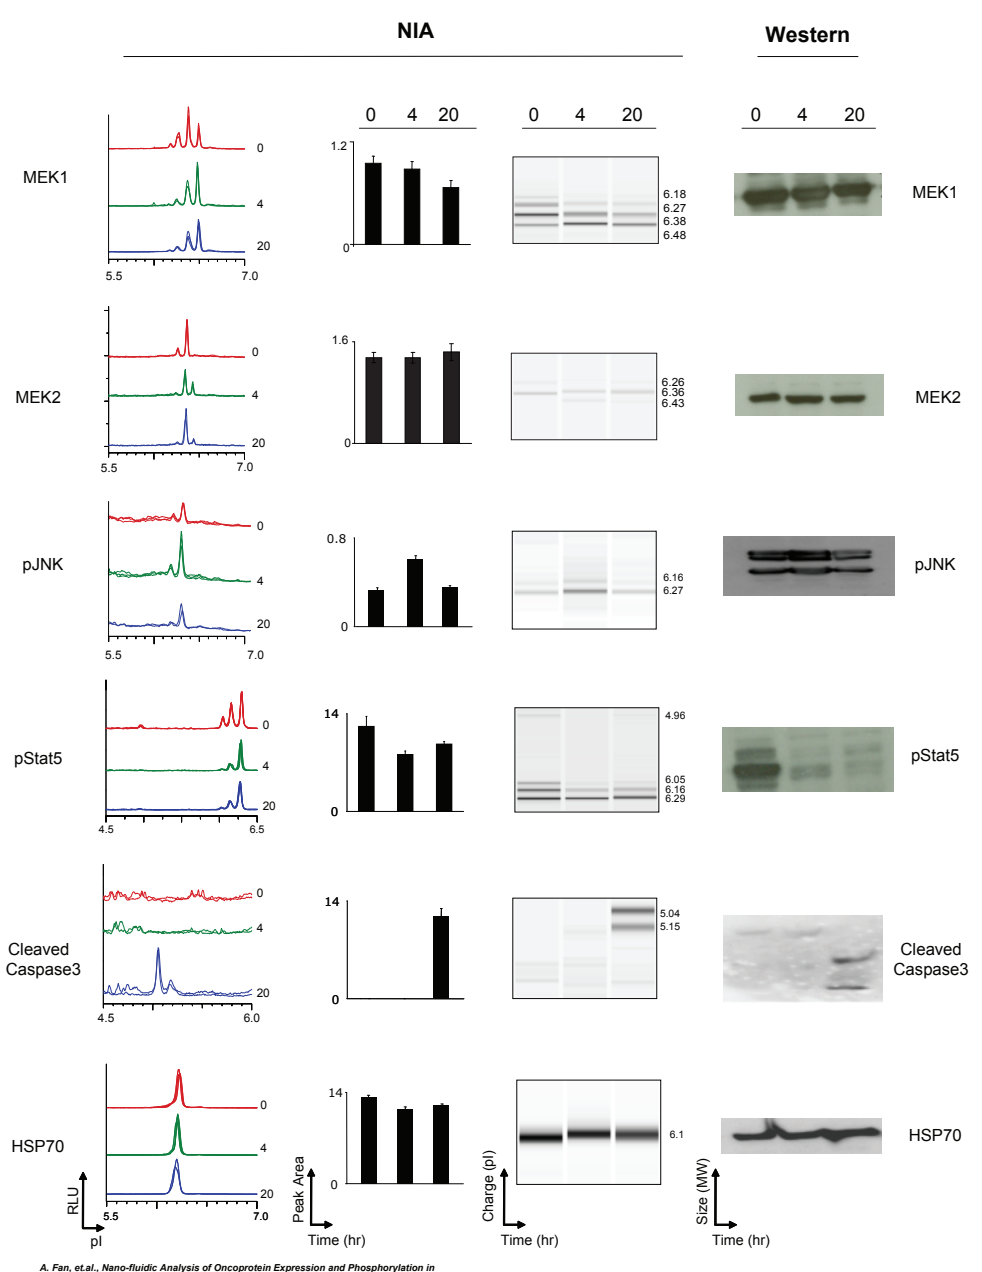 NIA
Western
0 4 20
0 4 20
0 4 20
MEK1
0
4
20
5.5 7.0
1.2
0
6.18
6.27
6.38
6.48
MEK1
MEK2
0
4
20
5.5 7.0
1.6
0
6.26
6.36
6.43
MEK2
pJNK
0
4
20
5.5 7.0
0.8
0
6.16
6.27
pJNK
pStat5
0
4
20
4.5 6.5
14
0
4.96
6.05
6.16
6.29
pStat5
Cleaved
Caspase3
0
4
20
4.5 6.0
14
0
5.04
5.15
Cleaved
Caspase3
HSP70
0
4
20
5.5 7.0
14
0
6.1
HSP70
RLU
pI
Peak Area
Time (hr)
Charge (pI)
Time (hr)
Size (MW)
Time (hr)
A. Fan, et.al., Nano-fluidic Analysis of Oncoprotein Expression and Phosphorylation in